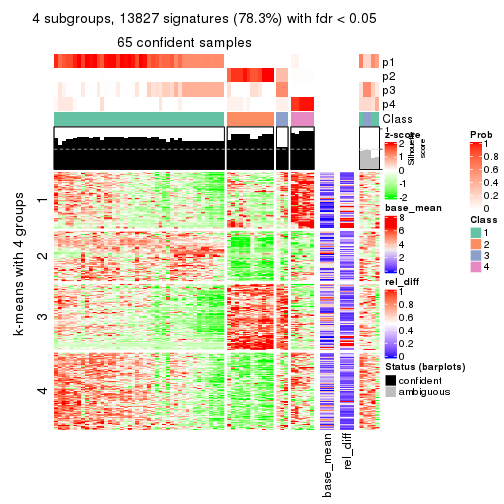 4 subgroups, 13827 signatures (78.3%) with fdr < 0.05
65 confident samples
p1
p2
p3
p4
Class
1
Silhouette
score
k-means with 4 groups
1
2
3
4
base_mean
rel_diff
z-score
2
1
0
-1
-2
base_mean
8
6
4
2
0
rel_diff
1
0.8
0.6
0.4
0.2
0
Status (barplots)
confident
ambiguous
Prob
1
0.8
0.6
0.4
0.2
0
Class
1
2
3
4